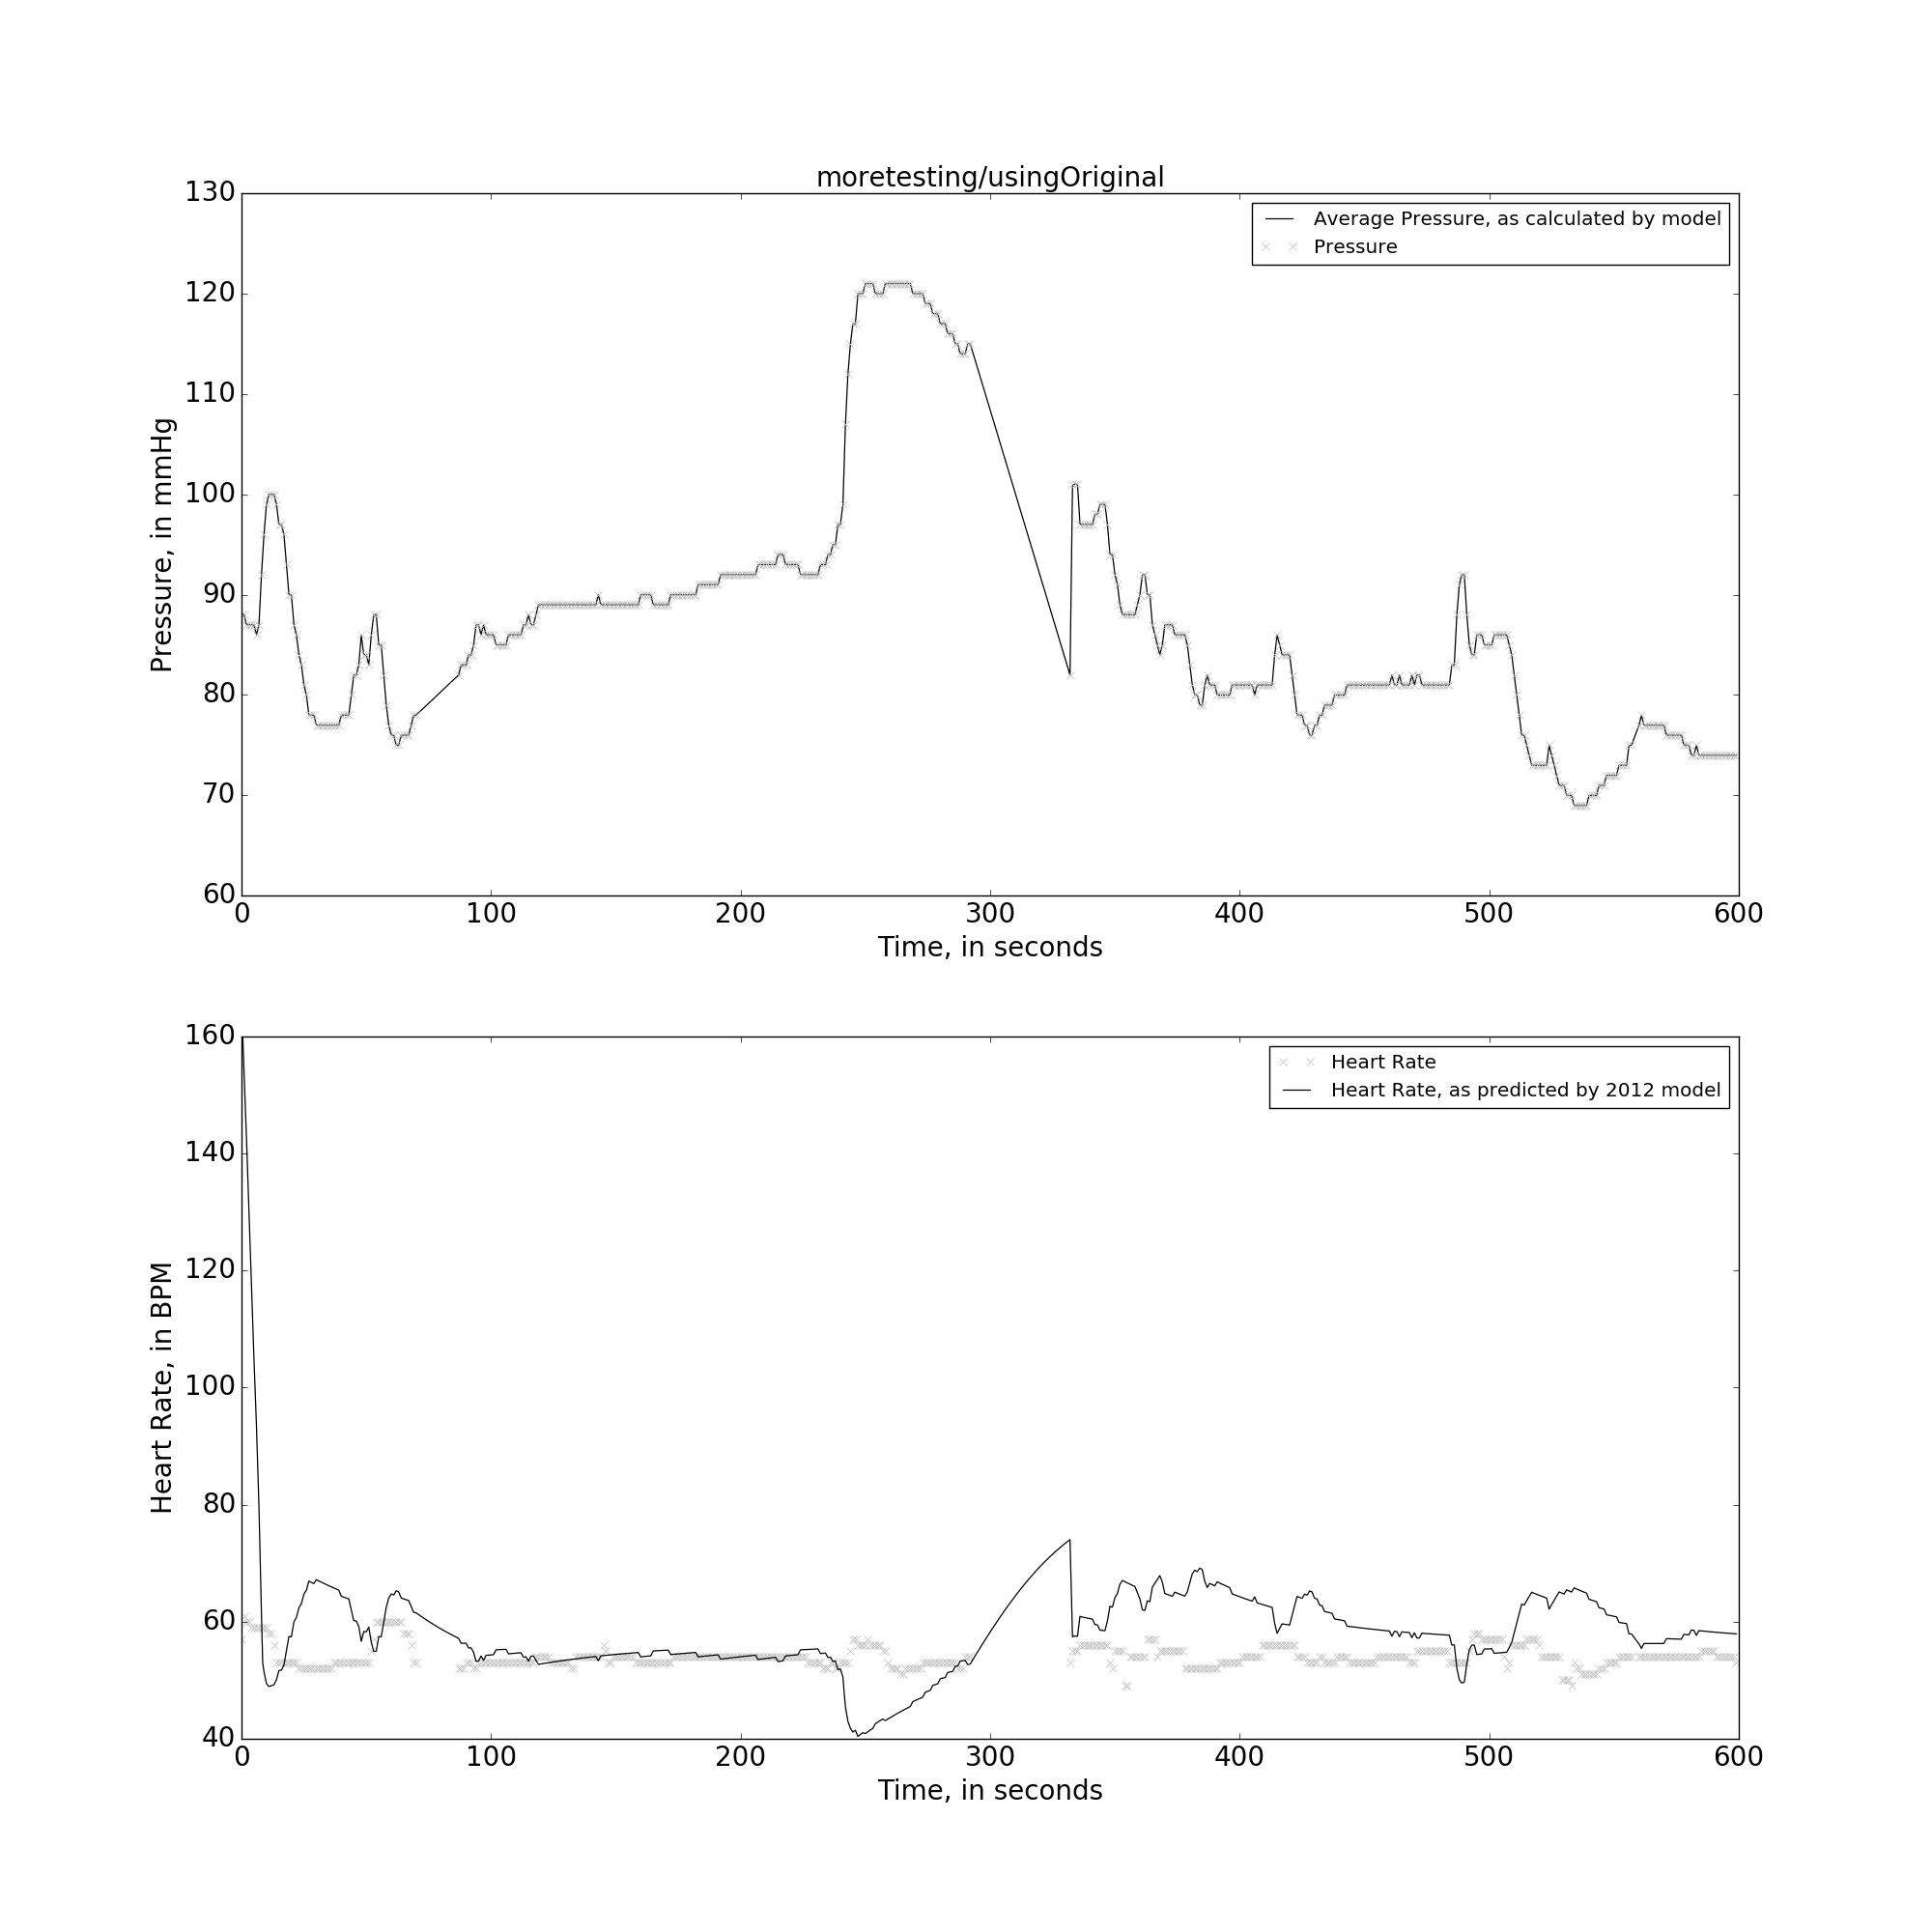 moretesting/usingOriginal
130
120
110
100
90
80
70
60
Pressure, in mmHg
Average Pressure, as calculated by model
Pressure
0 100 200 300 400 500 600
Time, in seconds
160
140
120
100
80
60
40
Heart Rate, in BPM
Heart Rate
Heart Rate, as predicted by 2012 model
0 100 200 300 400 500 600
Time, in seconds